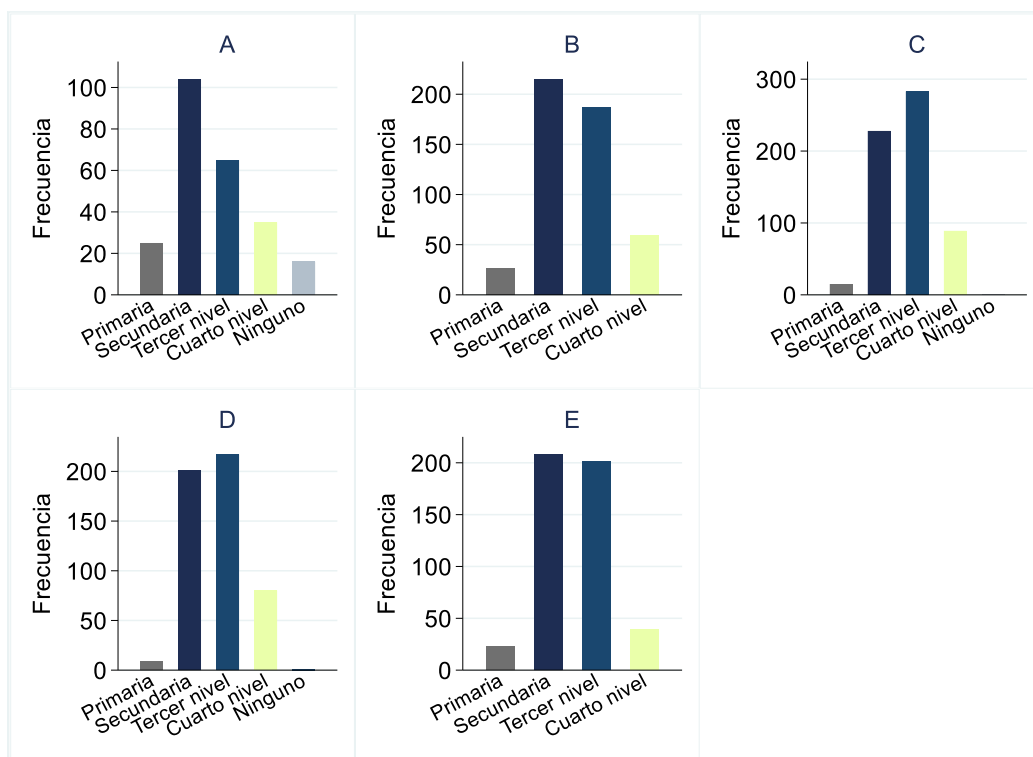 A
Frecuencia
100
80
60
40
20
0
Primaria
Secundaria
Tercer nivel
Cuarto nivel
Ninguno
B
Frecuencia
200
150
100
50
0
Primaria
Secundaria
Tercer nivel
Cuarto nivel
C
Frecuencia
300
200
100
0
Primaria
Secundaria
Tercer nivel
Cuarto nivel
Ninguno
D
Frecuencia
200
150
100
50
0
Primaria
Secundaria
Tercer nivel
Cuarto nivel
Ninguno
E
Frecuencia
200
150
100
50
0
Primaria
Secundaria
Tercer nivel
Cuarto nivel